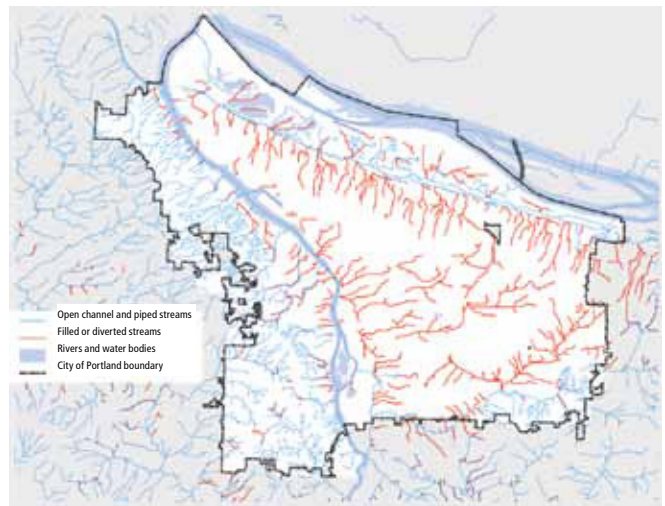 Open channel and piped streams
Filled or diverted streams
Rivers and water bodies
City of Portland boundary